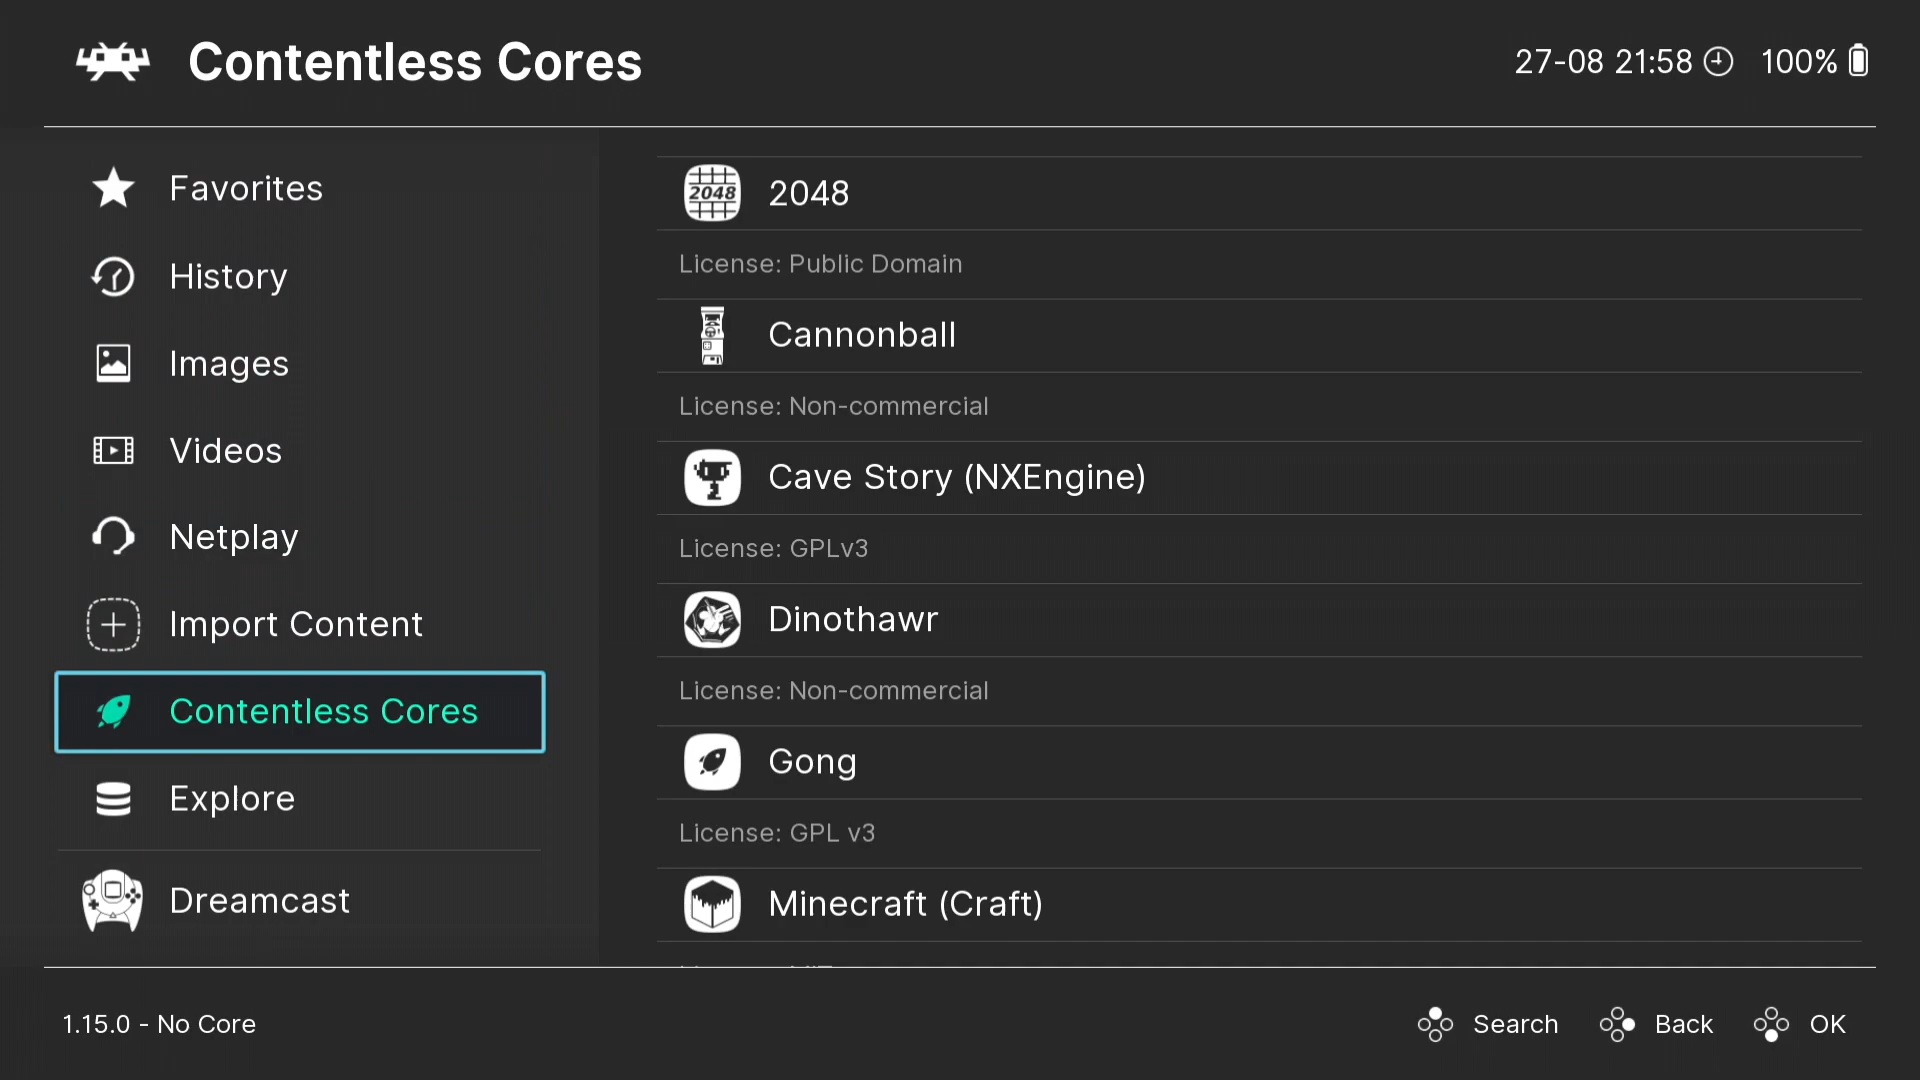 Contentless Cores
27-08 21:58 100%
Favorites
History
Images
Videos
Netplay
Import Content
Contentless Cores
Explore
Dreamcast
2048
2048
License: Public Domain
Cannonball
License: Non-commercial
Cave Story (NXEngine)
License: GPLv3
Dinothawr
License: Non-commercial
Gong
License: GPL v3
Minecraft (Craft)
1.15.0 - No Core
Search Back OK